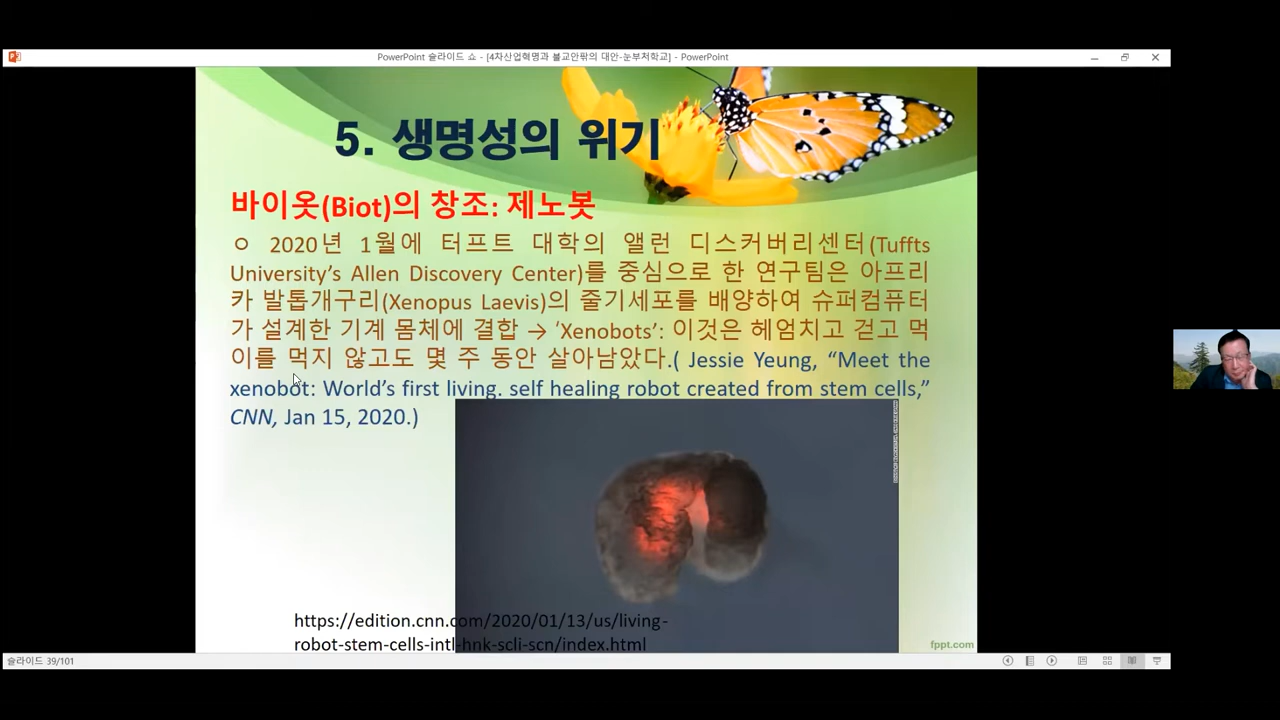 PowerPoint 슬라이드 쇼 - [4차산업혁명과 불교안팎의 대안-눈부처학교] - PowerPoint
5. 생명성의 위기
바이옷(Biot)의 창조: 제노봇
ㅇ 2020년 1월에 터프트 대학의 앨런 디스커버리센터(Tuffts
University’s Allen Discovery Center)를 중심으로 한 연구팀은 아프리
카 발톱개구리(Xenopus Laevis)의 줄기세포를 배양하여 슈퍼컴퓨터
가 설계한 기계 몸체에 결합 → ‘Xenobots’: 이것은 헤엄치고 걷고 먹
이를 먹지 않고도 몇 주 동안 살아남았다.( Jessie Yeung, “Meet the
xenobot: World’s first living. self healing robot created from stem cells,”
CNN, Jan 15, 2020.)
https://edition.cnn.com/2020/01/13/us/living-
robot-stem-cells-intl-hnk-scli-scn/index.html
fppt.com
슬라이드 39/101